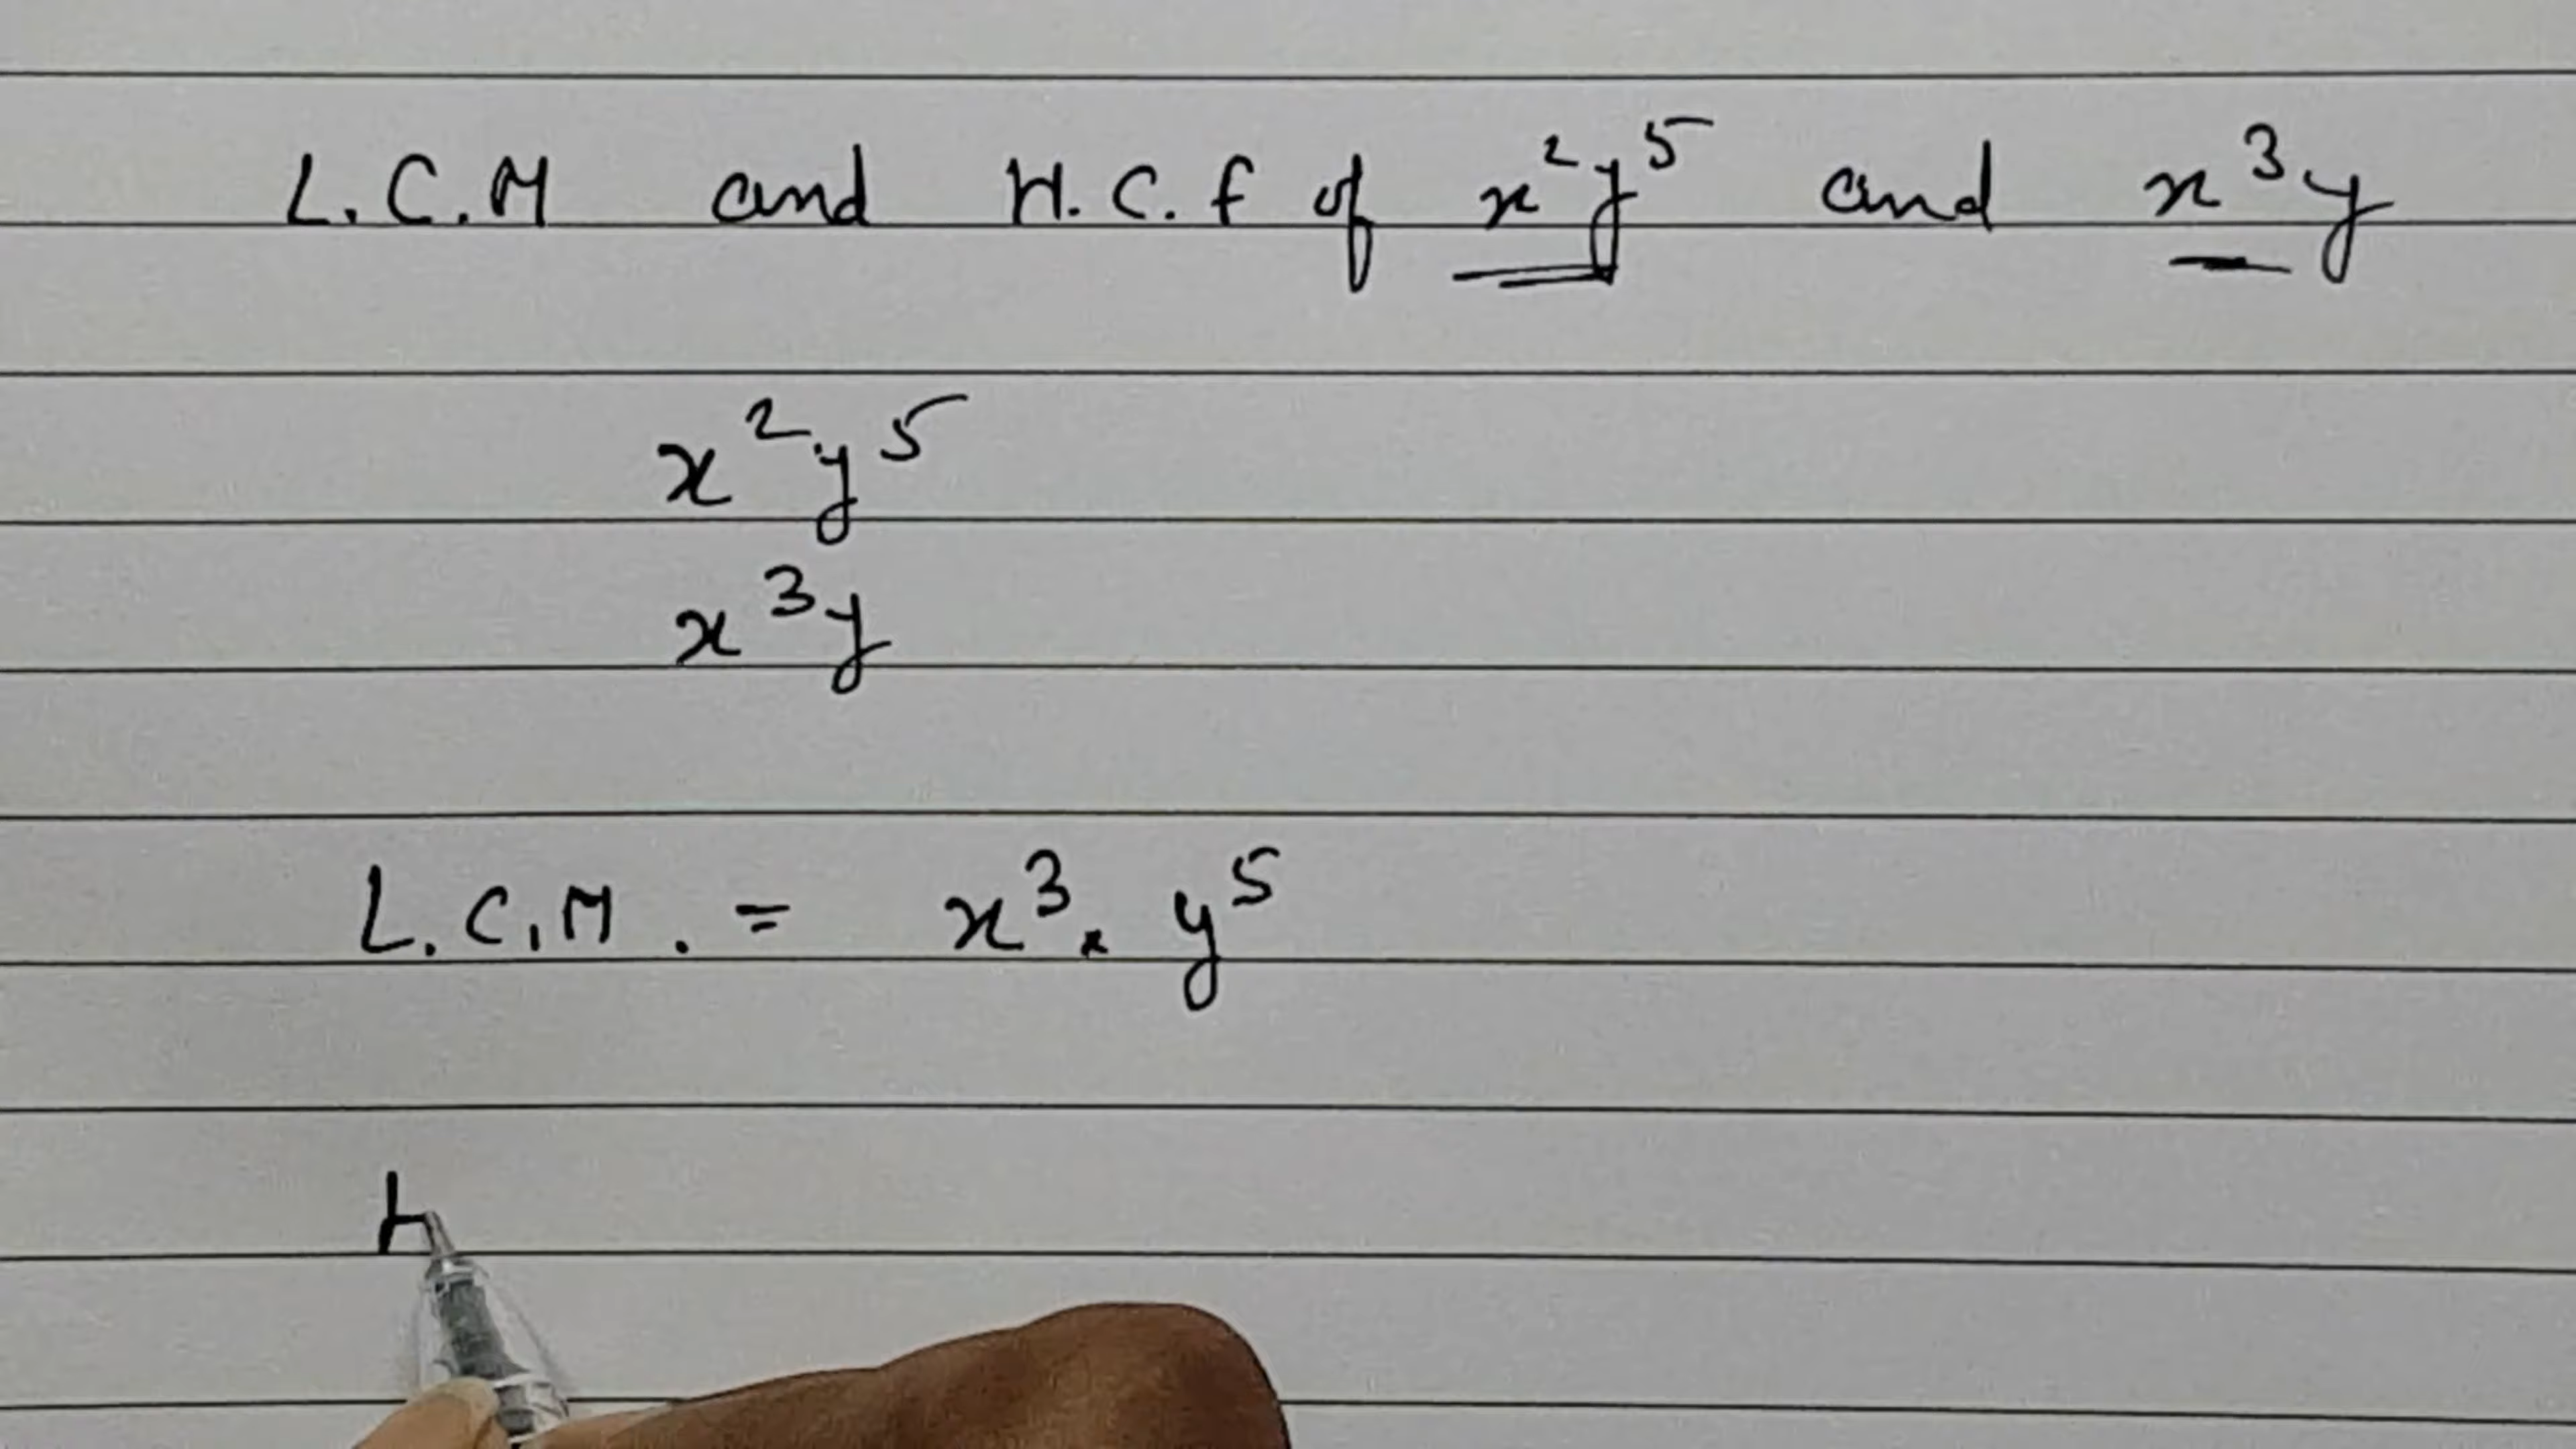 L.C.M and H.C.f of x²y⁵ and x³y
x²y⁵
x³y
L.C.M. = x³. y⁵
H